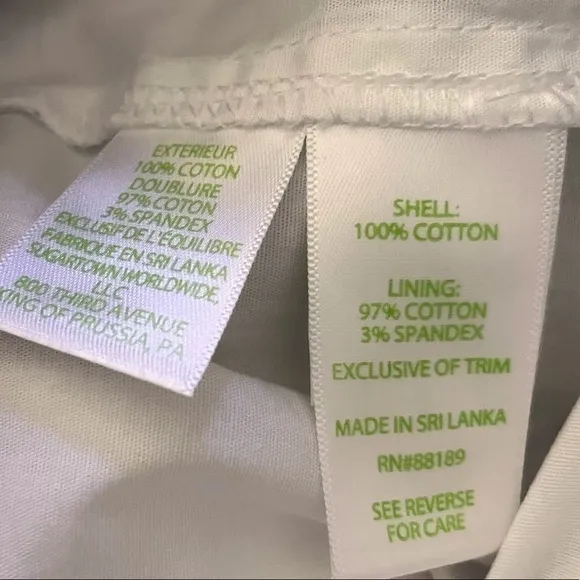 EXTERIEUR
100% COTON
DOUBLURE
97% COTON
3% SPANDEX
EXCLUSIF DE L'ÉQUILIBRE
FABRIQUE EN SRI LANKA
SUGARTOWN WORLDWIDE,
LLC
800 THIRD AVENUE
KING OF PRUSSIA, PA
SHELL:
100% COTTON
LINING:
97% COTTON
3% SPANDEX
EXCLUSIVE OF TRIM
MADE IN SRI LANKA
RN#88189
SEE REVERSE
FOR CARE